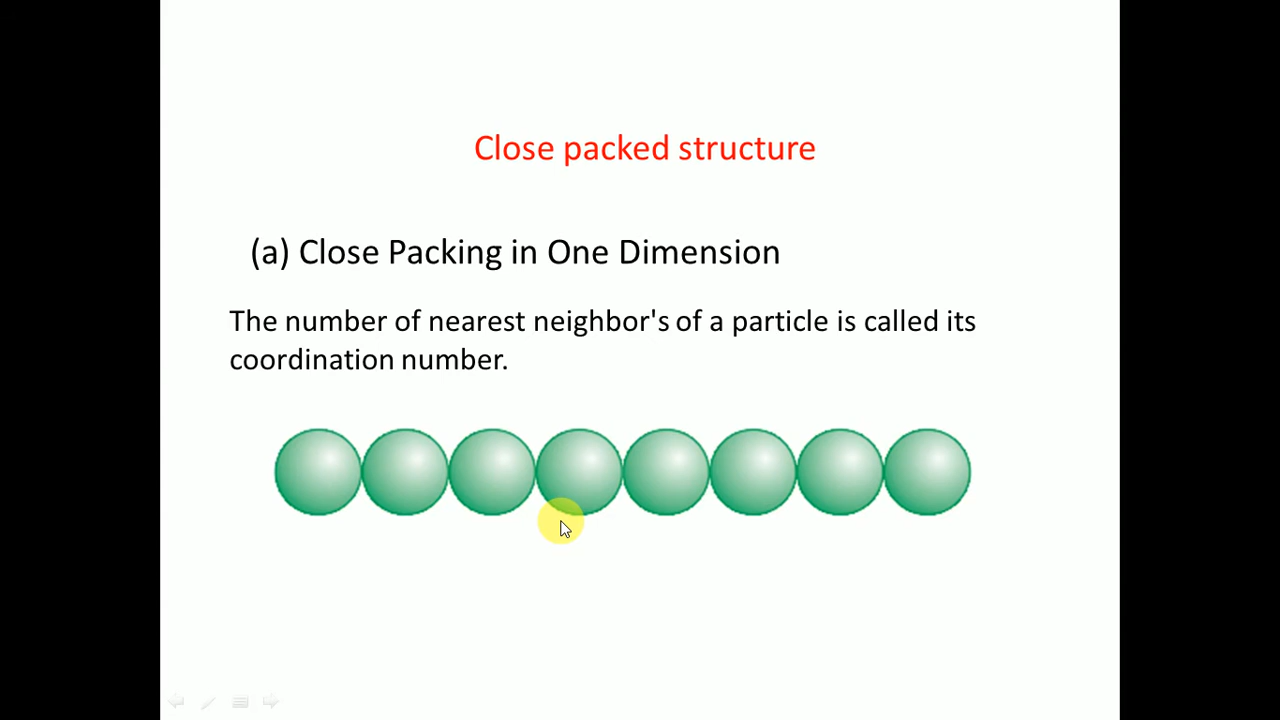 Close packed structure
(a) Close Packing in One Dimension
The number of nearest neighbor's of a particle is called its
coordination number.